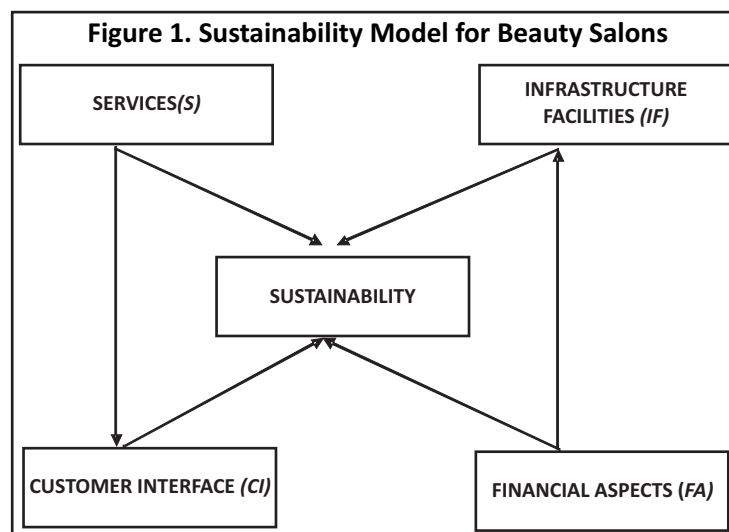 Figure 1. Sustainability Model for Beauty Salons
SERVICES(S)
INFRASTRUCTURE
FACILITIES (IF)
SUSTAINABILITY
CUSTOMER INTERFACE (CI)
FINANCIAL ASPECTS (FA)